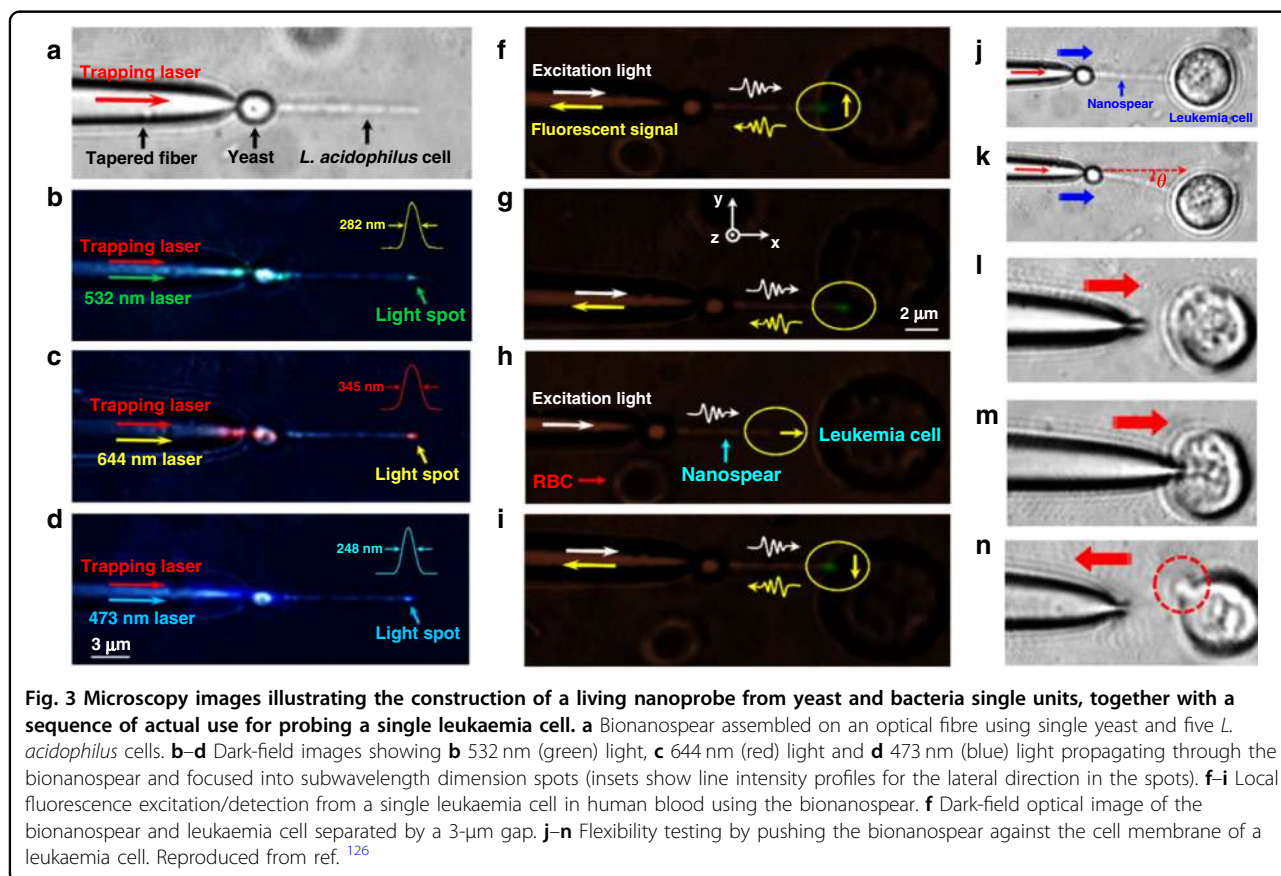 a
Trapping laser
Tapered fiber Yeast L. acidophilus cell
b
282 nm
Trapping laser
532 nm laser
Light spot
c
345 nm
Trapping laser
644 nm laser
Light spot
d
248 nm
Trapping laser
473 nm laser
Light spot
3 μm
f
Excitation light
Fluorescent signal
g
y
z x
2 μm
h
Excitation light
Leukemia cell
Nanospear
RBC
i
j
Nanospear
Leukemia cell
k
θ
l
m
n
Fig. 3 Microscopy images illustrating the construction of a living nanoprobe from yeast and bacteria single units, together with a
sequence of actual use for probing a single leukaemia cell. a Bionanospear assembled on an optical fibre using single yeast and five L.
acidophilus cells. b–d Dark-field images showing b 532 nm (green) light, c 644 nm (red) light and d 473 nm (blue) light propagating through the
bionanospear and focused into subwavelength dimension spots (insets show line intensity profiles for the lateral direction in the spots). f–i Local
fluorescence excitation/detection from a single leukaemia cell in human blood using the bionanospear. f Dark-field optical image of the
bionanospear and leukaemia cell separated by a 3-μm gap. j–n Flexibility testing by pushing the bionanospear against the cell membrane of a
leukaemia cell. Reproduced from ref. 126